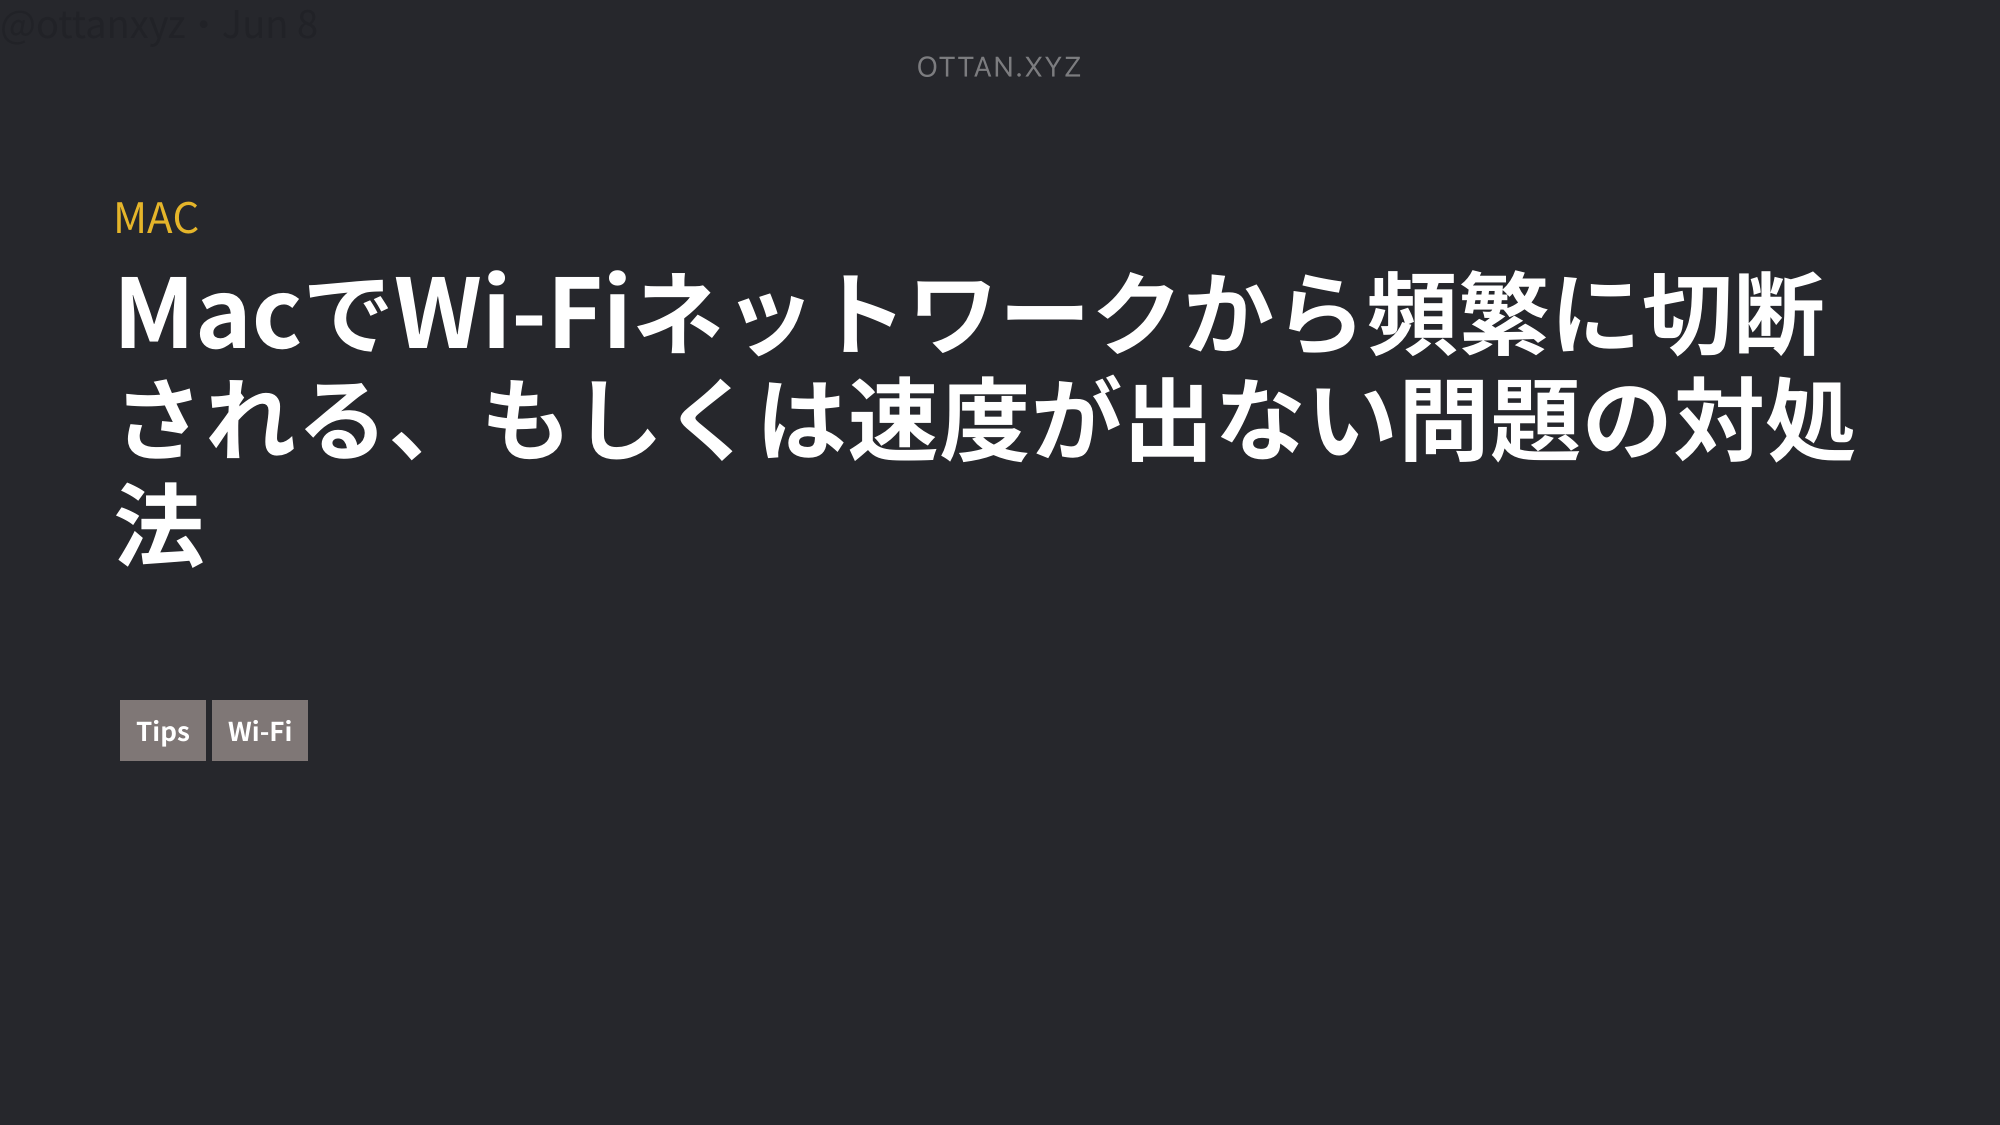 @ottanxyz・Jun 8
OTTAN.XYZ
MAC
MacでWi-Fiネットワークから頻繁に切断
される、もしくは速度が出ない問題の対処
法
Tips
Wi-Fi